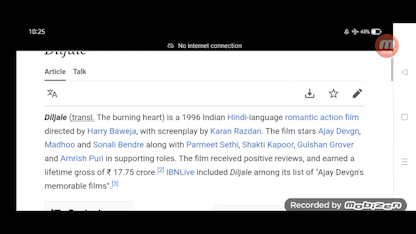 10:25
48%
No internet connection
Diljale
Article Talk
Diljale (transl. The burning heart) is a 1996 Indian Hindi-language romantic action film
directed by Harry Baweja, with screenplay by Karan Razdan. The film stars Ajay Devgn,
Madhoo and Sonali Bendre along with Parmeet Sethi, Shakti Kapoor, Gulshan Grover
and Amrish Puri in supporting roles. The film received positive reviews, and earned a
lifetime gross of ₹ 17.75 crore.[2] IBNLive included Diljale among its list of "Ajay Devgn's
memorable films".[3]
Recorded by mobizen